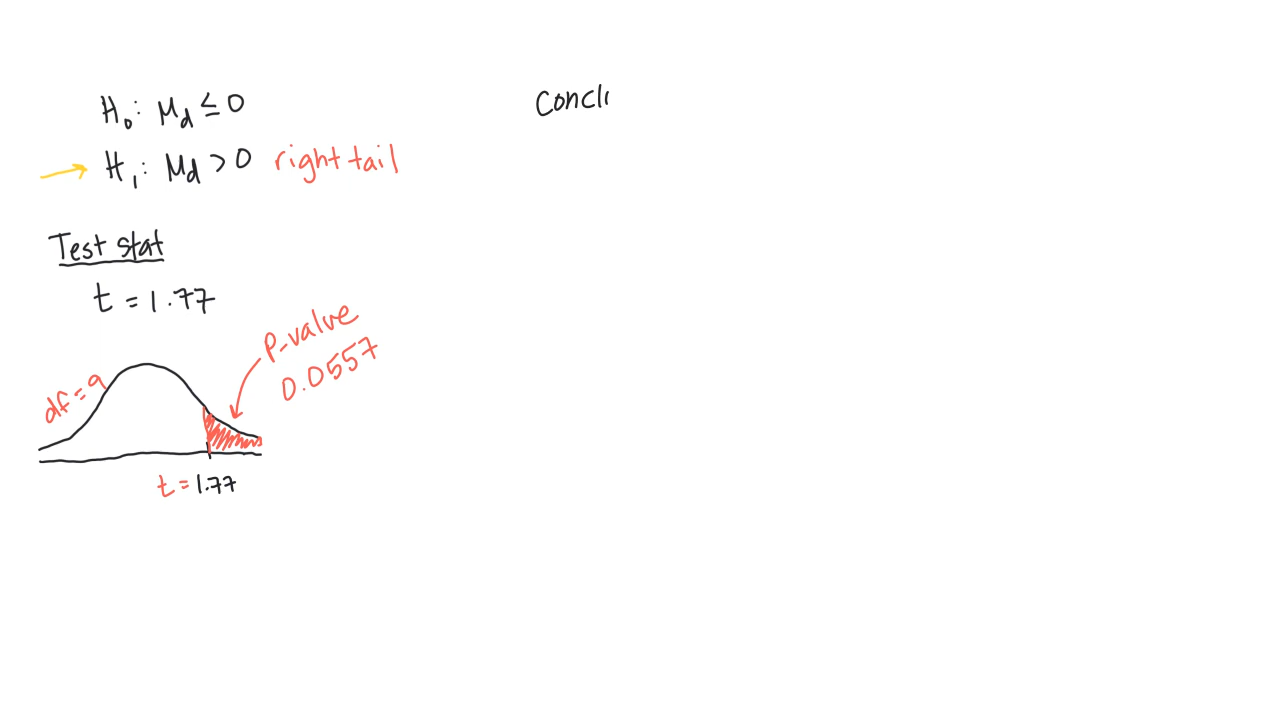 H₀: μd ≤ 0
H₁: μd > 0 right tail
Test stat
t = 1.77
P-value
0.0557
df = 9
t = 1.77
Concl